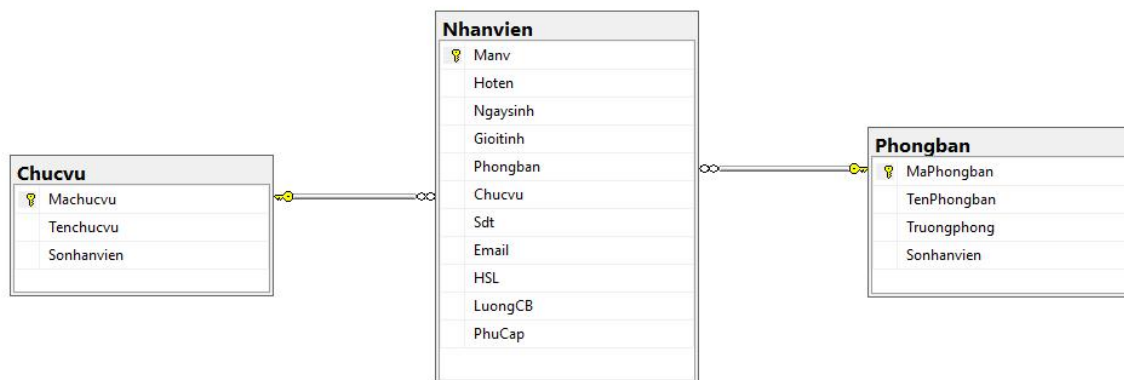 Chucvu
Machucvu
Tenchucvu
Sonhanvien
Nhanvien
Manv
Hoten
Ngaysinh
Gioitinh
Phongban
Chucvu
Sdt
Email
HSL
LuongCB
PhuCap
Phongban
MaPhongban
TenPhongban
Truongphong
Sonhanvien